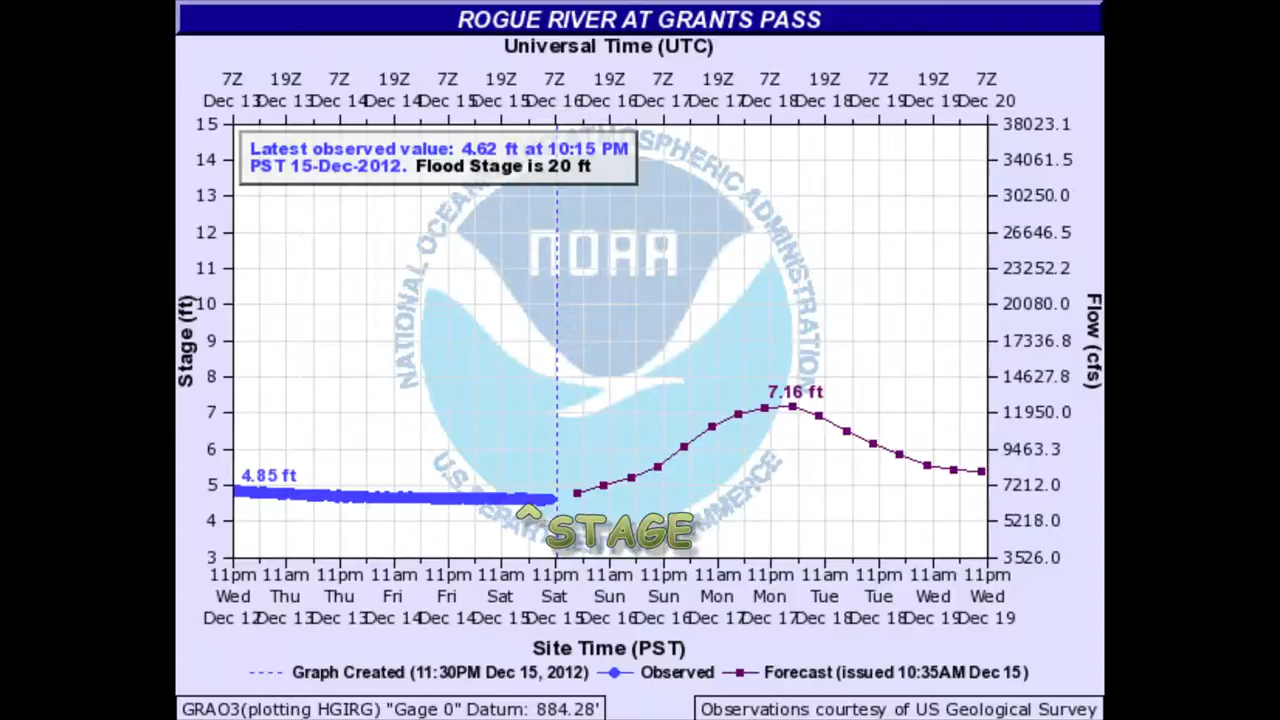 ROGUE RIVER AT GRANTS PASS
Universal Time (UTC)
7Z 19Z 7Z 19Z 7Z 19Z 7Z 19Z 7Z 19Z 7Z 19Z 7Z 19Z 7Z
Dec 13 Dec 13 Dec 14 Dec 14 Dec 15 Dec 15 Dec 16 Dec 16 Dec 17 Dec 17 Dec 18 Dec 18 Dec 19 Dec 19 Dec 20
15 38023.1
Latest observed value: 4.62 ft at 10:15 PM
PST 15-Dec-2012. Flood Stage is 20 ft
14 34061.5
13 30250.0
12 26646.5
11 23252.2
10 20080.0
9 17336.8
8 14627.8
7 11950.0
6 9463.3
5 7212.0
4 5218.0
3 3526.0
Stage (ft)
Flow (cfs)
NATIONAL OCEANIC AND ATMOSPHERIC ADMINISTRATION
NOAA
U.S. DEPARTMENT OF COMMERCE
7.16 ft
4.85 ft
^STAGE
11pm 11am 11pm 11am 11pm 11am 11pm 11am 11pm 11am 11pm 11am 11pm 11am 11pm
Wed Thu Thu Fri Fri Sat Sat Sun Sun Mon Mon Tue Tue Wed Wed
Dec 12 Dec 13 Dec 13 Dec 14 Dec 14 Dec 15 Dec 15 Dec 16 Dec 16 Dec 17 Dec 17 Dec 18 Dec 18 Dec 19 Dec 19
Site Time (PST)
Graph Created (11:30PM Dec 15, 2012) Observed Forecast (issued 10:35AM Dec 15)
GRAO3(plotting HGIRG) "Gage 0" Datum: 884.28'
Observations courtesy of US Geological Survey